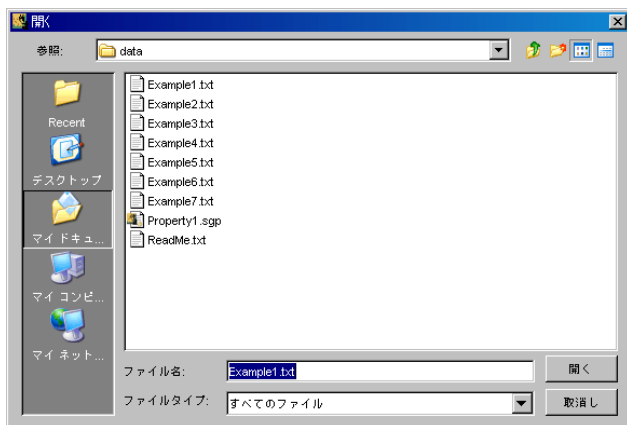 開く
参照:
data
Recent
デスクトップ
マイ ドキュ...
マイ コンピ...
マイ ネット...
Example1.txt
Example2.txt
Example3.txt
Example4.txt
Example5.txt
Example6.txt
Example7.txt
Property1.sgp
ReadMe.txt
ファイル名:
Example1.txt
開く
ファイルタイプ:
すべてのファイル
取消し